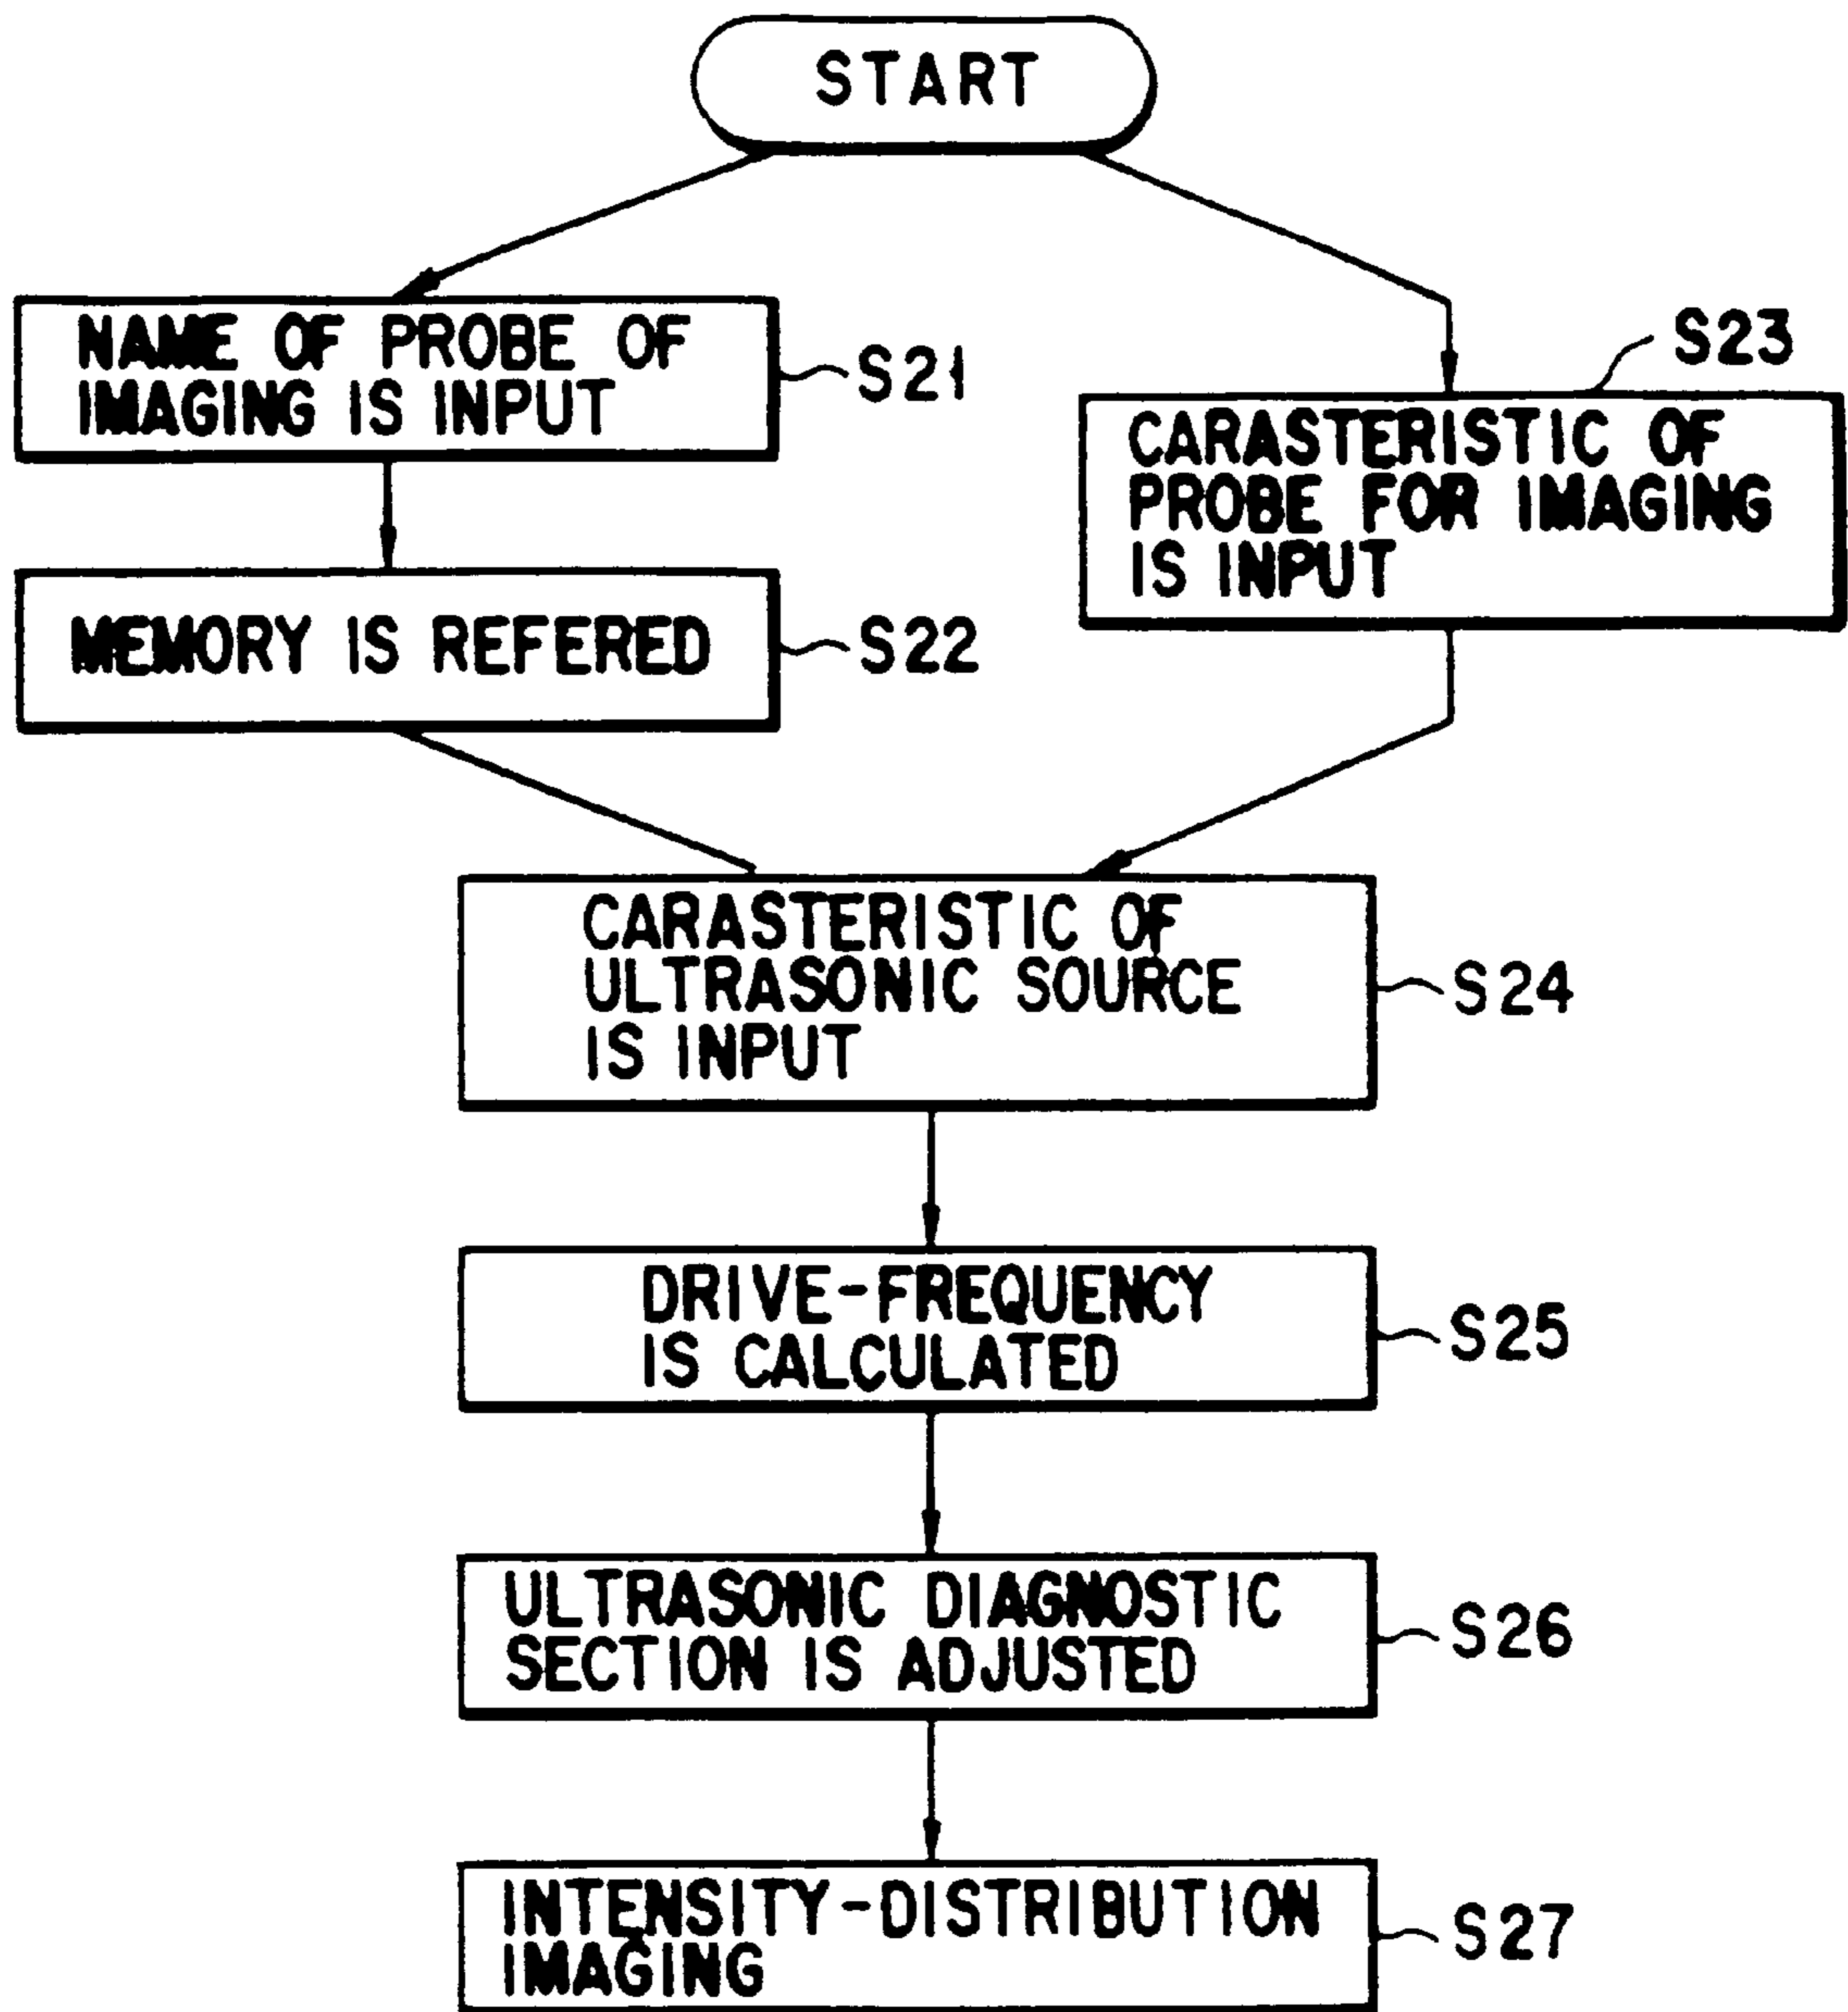 START
NAME OF PROBE OF
IMAGING IS INPUT
S21
S23
CARASTERISTIC OF
PROBE FOR IMAGING
IS INPUT
MEMORY IS REFERED
S22
CARASTERISTIC OF
ULTRASONIC SOURCE
IS INPUT
S24
DRIVE-FREQUENCY
IS CALCULATED
S25
ULTRASONIC DIAGNOSTIC
SECTION IS ADJUSTED
S26
INTENSITY-DISTRIBUTION
IMAGING
S27